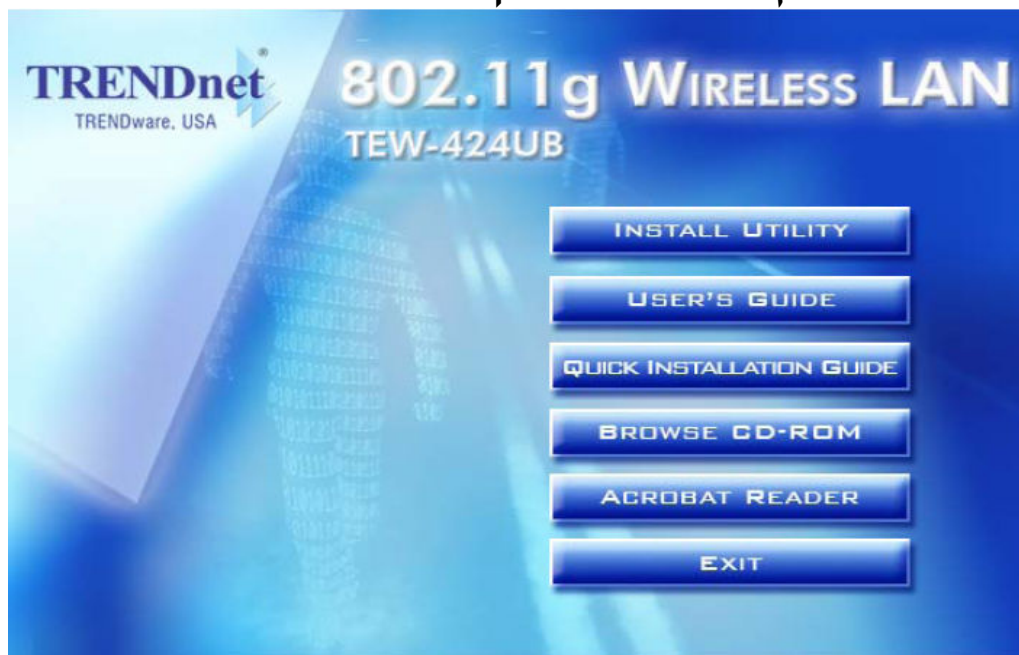 TRENDnet®
TRENDware, USA
802.11g WIRELESS LAN
TEW-424UB
INSTALL UTILITY
USER'S GUIDE
QUICK INSTALLATION GUIDE
BROWSE CD-ROM
ACROBAT READER
EXIT